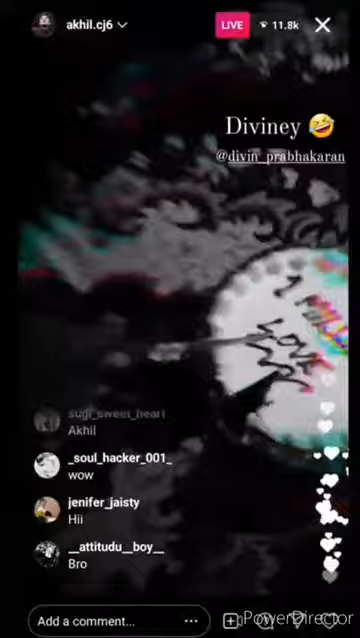 akhil.cj6
LIVE
11.8k
Diviney 🤣
@divin_prabhakaran
sugi_sweet_heart
Akhil
_soul_hacker_001_
wow
jenifer_jaisty
Hii
__attitudu__boy__
Bro
Add a comment...
PowerDirector